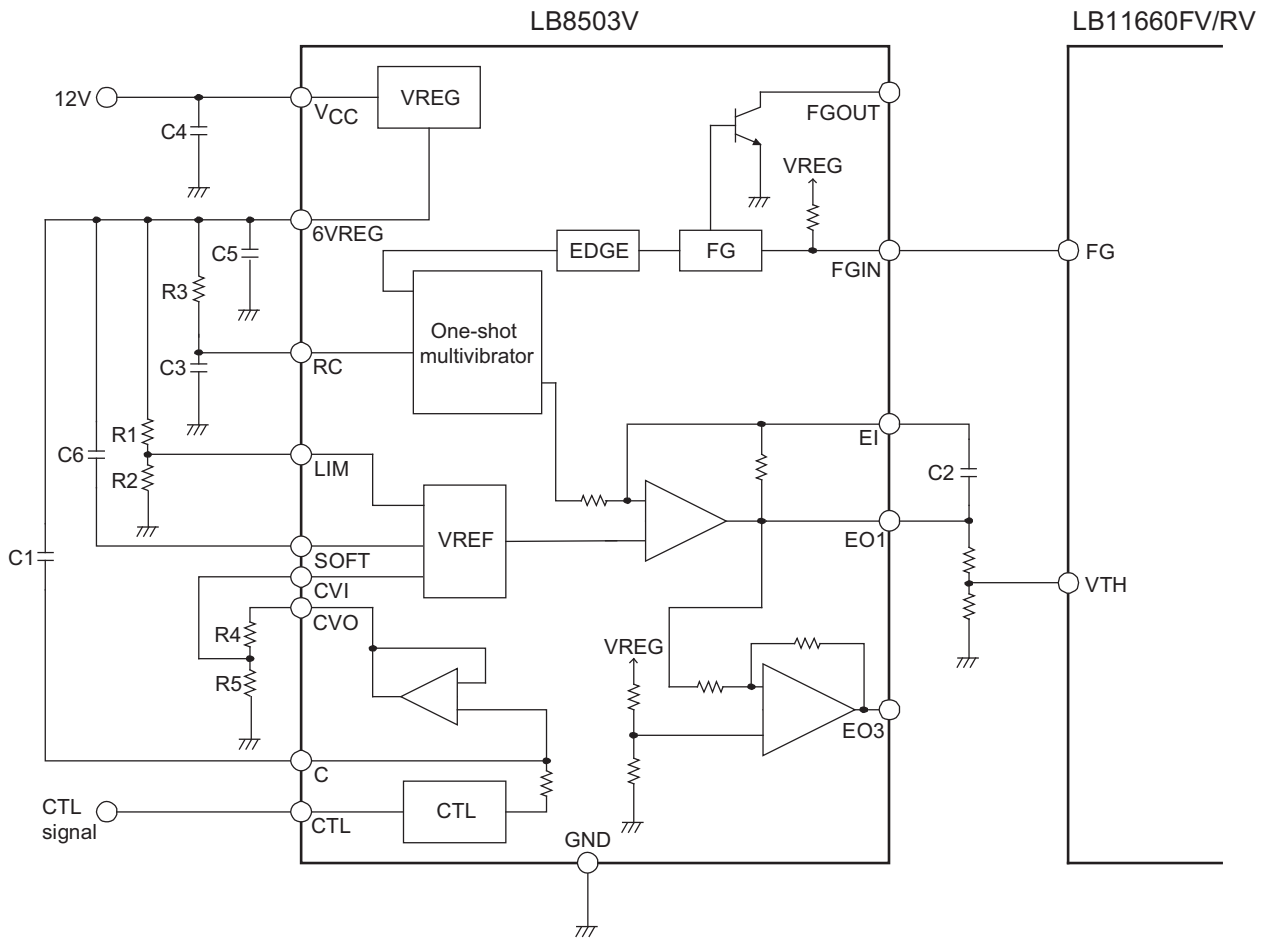 LB8503V
LB11660FV/RV
12V
VCC
VREG
FGOUT
C4
VREG
6VREG
C5
EDGE
FG
FGIN
FG
R3
One-shot
multivibrator
C3
RC
R1
EI
C6
LIM
R2
C2
VREF
EO1
C1
SOFT
CVI
VTH
CVO
R4
VREG
R5
EO3
C
CTL
signal
CTL
CTL
GND